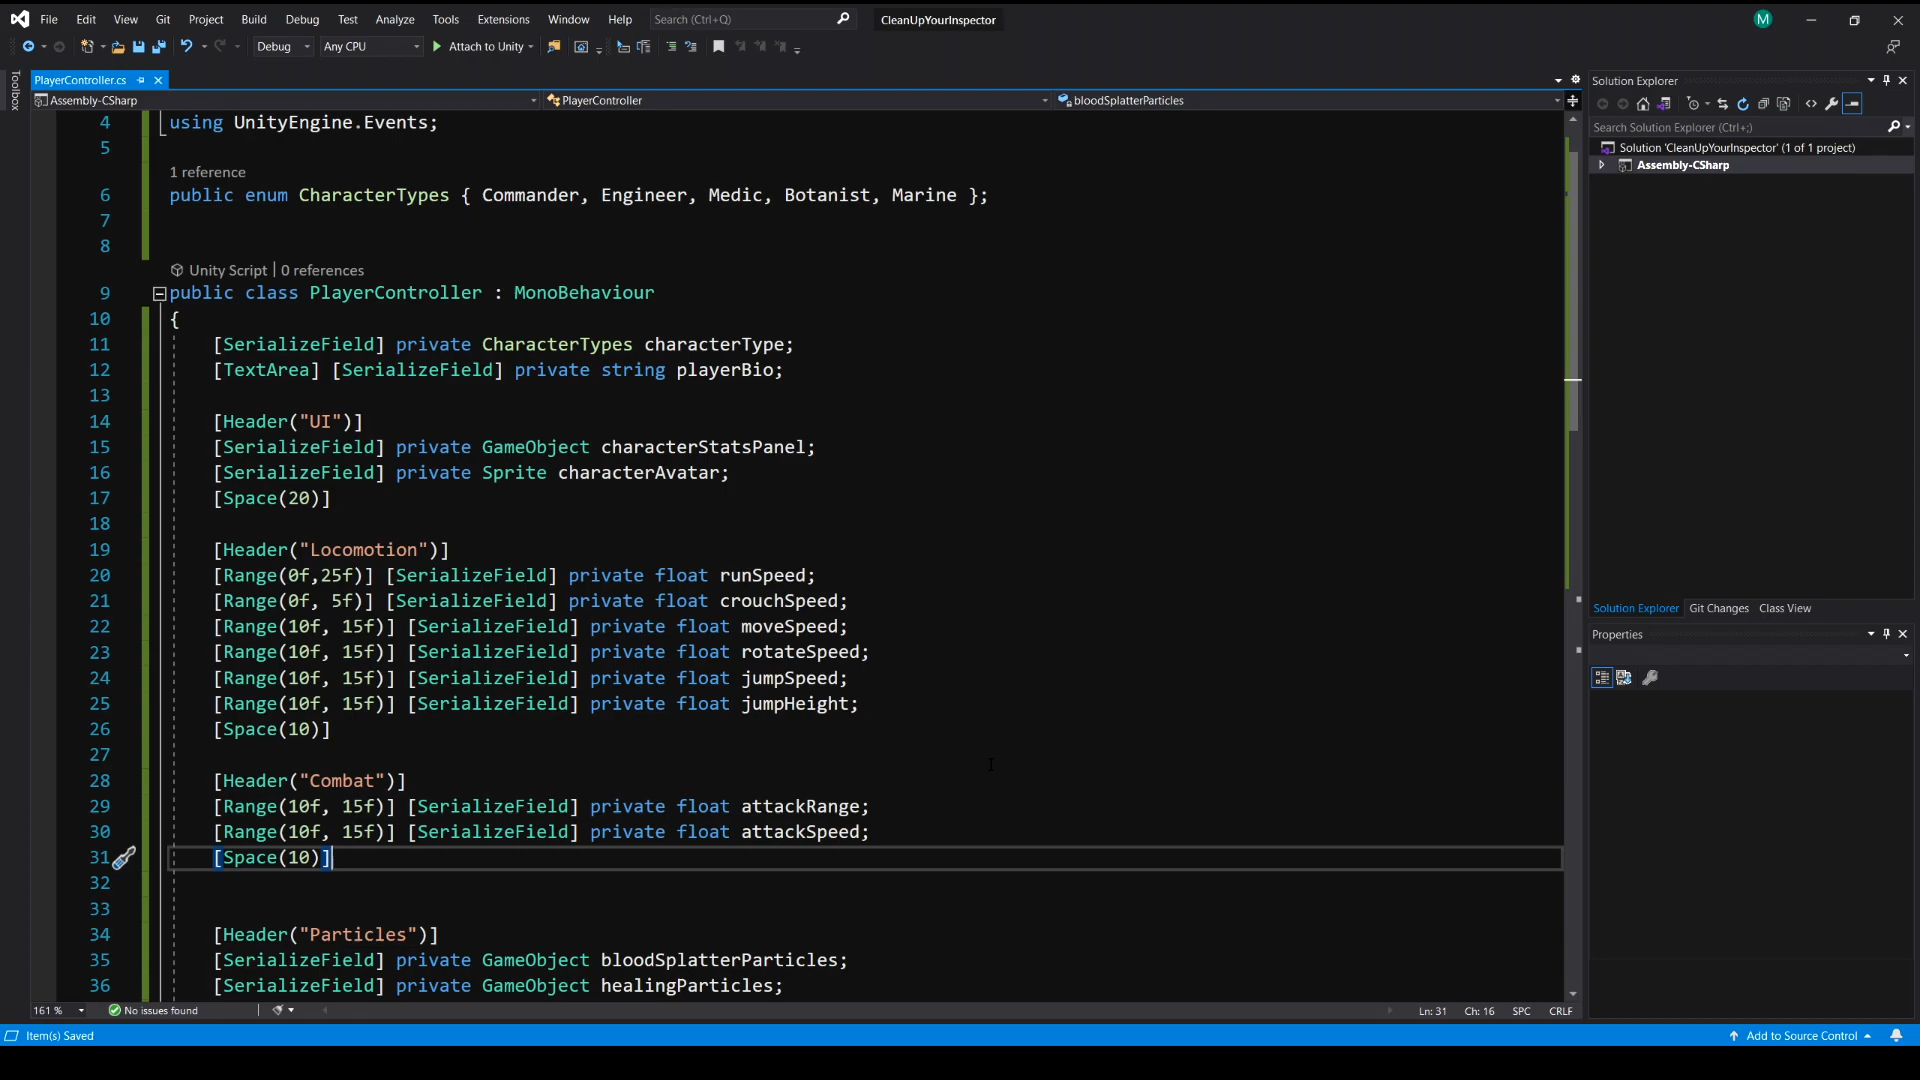 File Edit View Git Project Build Debug Test Analyze Tools Extensions Window Help Search (Ctrl+Q) CleanUpYourInspector M
Debug Any CPU Attach to Unity
Toolbox
PlayerController.cs
Assembly-CSharp PlayerController bloodSplatterParticles
4 using UnityEngine.Events;
5
1 reference
6 public enum CharacterTypes { Commander, Engineer, Medic, Botanist, Marine };
7
8
Unity Script | 0 references
9 public class PlayerController : MonoBehaviour
10 {
11 [SerializeField] private CharacterTypes characterType;
12 [TextArea] [SerializeField] private string playerBio;
13
14 [Header("UI")]
15 [SerializeField] private GameObject characterStatsPanel;
16 [SerializeField] private Sprite characterAvatar;
17 [Space(20)]
18
19 [Header("Locomotion")]
20 [Range(0f,25f)] [SerializeField] private float runSpeed;
21 [Range(0f, 5f)] [SerializeField] private float crouchSpeed;
22 [Range(10f, 15f)] [SerializeField] private float moveSpeed;
23 [Range(10f, 15f)] [SerializeField] private float rotateSpeed;
24 [Range(10f, 15f)] [SerializeField] private float jumpSpeed;
25 [Range(10f, 15f)] [SerializeField] private float jumpHeight;
26 [Space(10)]
27
28 [Header("Combat")]
29 [Range(10f, 15f)] [SerializeField] private float attackRange;
30 [Range(10f, 15f)] [SerializeField] private float attackSpeed;
31 [Space(10)]
32
33
34 [Header("Particles")]
35 [SerializeField] private GameObject bloodSplatterParticles;
36 [SerializeField] private GameObject healingParticles;
161 % No issues found Ln: 31 Ch: 16 SPC CRLF
Solution Explorer
Search Solution Explorer (Ctrl+;)
Solution 'CleanUpYourInspector' (1 of 1 project)
Assembly-CSharp
Solution Explorer Git Changes Class View
Properties
Item(s) Saved Add to Source Control